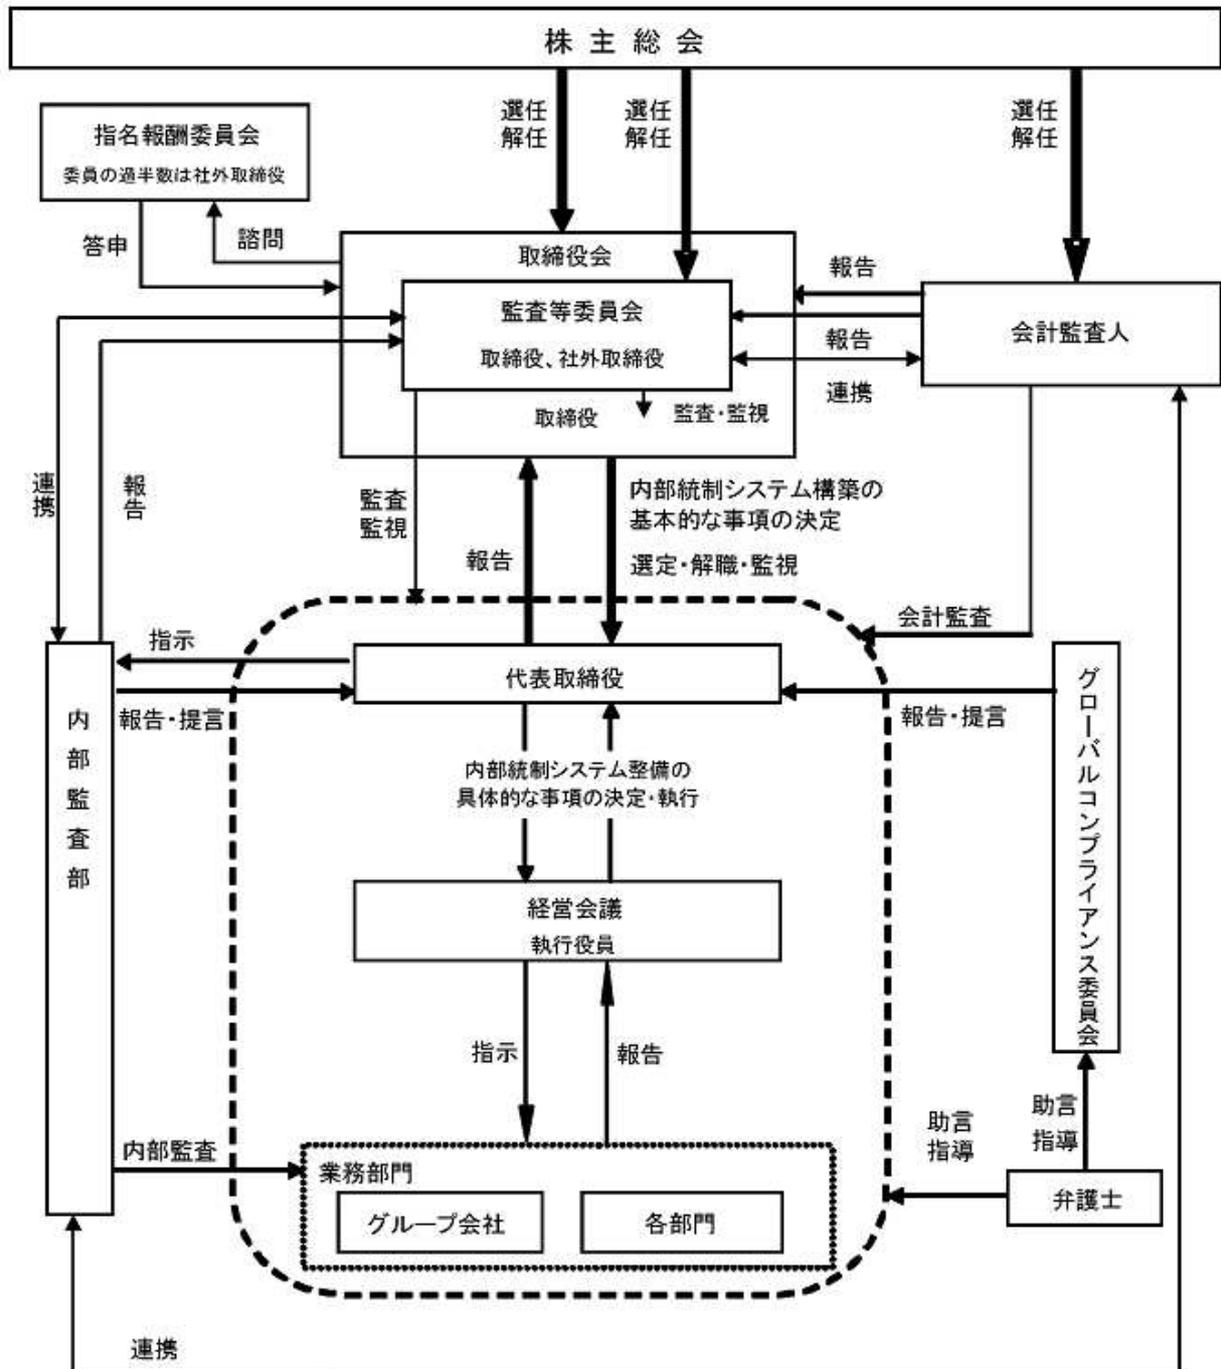 株主総会
選任
解任
選任
解任
選任
解任
指名報酬委員会
委員の過半数は社外取締役
答申
諮問
取締役会
監査等委員会
取締役、社外取締役
取締役
監査・監視
報告
報告
連携
会計監査人
連携
報告
監査
監視
報告
内部統制システム構築の
基本的な事項の決定
選定・解職・監視
会計監査
指示
報告・提言
代表取締役
報告・提言
内部監査部
グローバルコンプライアンス委員会
内部統制システム整備の
具体的な事項の決定・執行
経営会議
執行役員
指示
報告
内部監査
業務部門
グループ会社
各部門
助言
指導
助言
指導
弁護士
連携